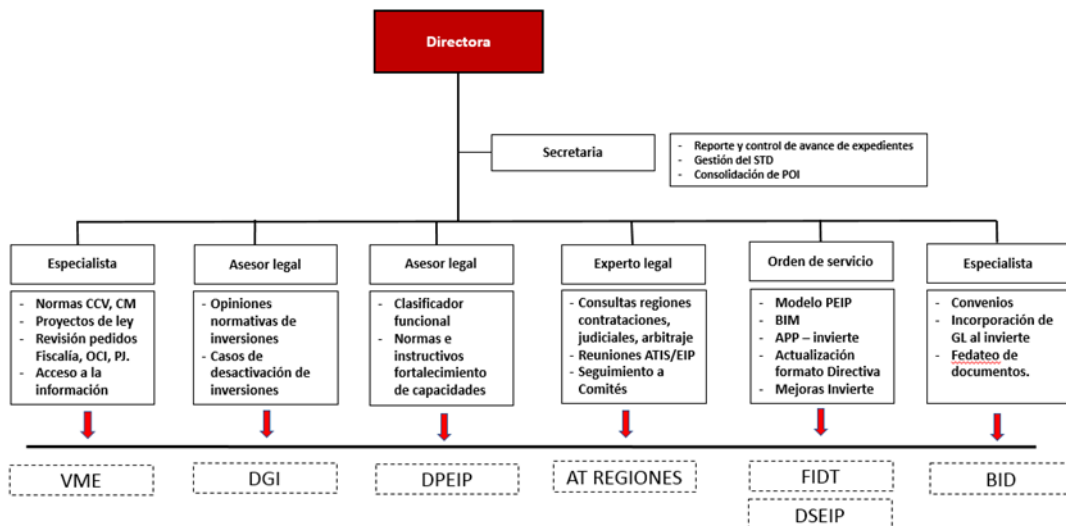 Directora
Secretaria
- Reporte y control de avance de expedientes
- Gestión del STD
- Consolidación de POI
Especialista
- Normas CCV, CM
- Proyectos de ley
- Revisión pedidos
Fiscalía, OCI, PJ.
- Acceso a la
información
VME
Asesor legal
- Opiniones
normativas de
inversiones
- Casos de
desactivación de
inversiones
DGI
Asesor legal
- Clasificador
funcional
- Normas e
instructivos
fortalecimiento
de capacidades
DPEIP
Experto legal
- Consultas regiones
contrataciones,
judiciales, arbitraje
- Reuniones ATIS/EIP
- Seguimiento a
Comités
AT REGIONES
Orden de servicio
- Modelo PEIP
- BIM
- APP – invierte
- Actualización
formato Directiva
- Mejoras Invierte
FIDT
DSEIP
Especialista
- Convenios
- Incorporación de
GL al invierte
- Fedateo de
documentos.
BID